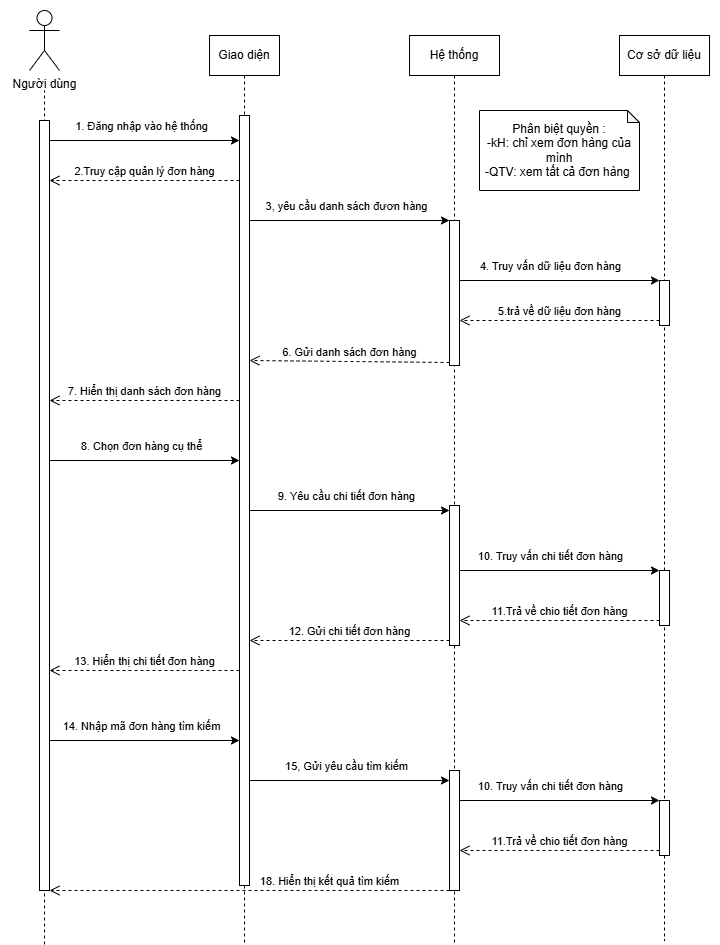 Người dùng
Giao diện
Hệ thống
Cơ sở dữ liệu
Phân biệt quyền :
-kH: chỉ xem đơn hàng của
mình
-QTV: xem tất cả đơn hàng
1. Đăng nhập vào hệ thống
2.Truy cập quản lý đơn hàng
3, yêu cầu danh sách đươn hàng
4. Truy vấn dữ liệu đơn hàng
5.trả về dữ liệu đơn hàng
6. Gửi danh sách đơn hàng
7. Hiển thị danh sách đơn hàng
8. Chọn đơn hàng cụ thể
9. Yêu cầu chi tiết đơn hàng
10. Truy vấn chi tiết đơn hàng
11.Trả về chio tiết đơn hàng
12. Gửi chi tiết đơn hàng
13. Hiển thị chi tiết đơn hàng
14. Nhập mã đơn hàng tìm kiếm
15, Gửi yêu cầu tìm kiếm
10. Truy vấn chi tiết đơn hàng
11.Trả về chio tiết đơn hàng
18. Hiển thị kết quả tìm kiếm